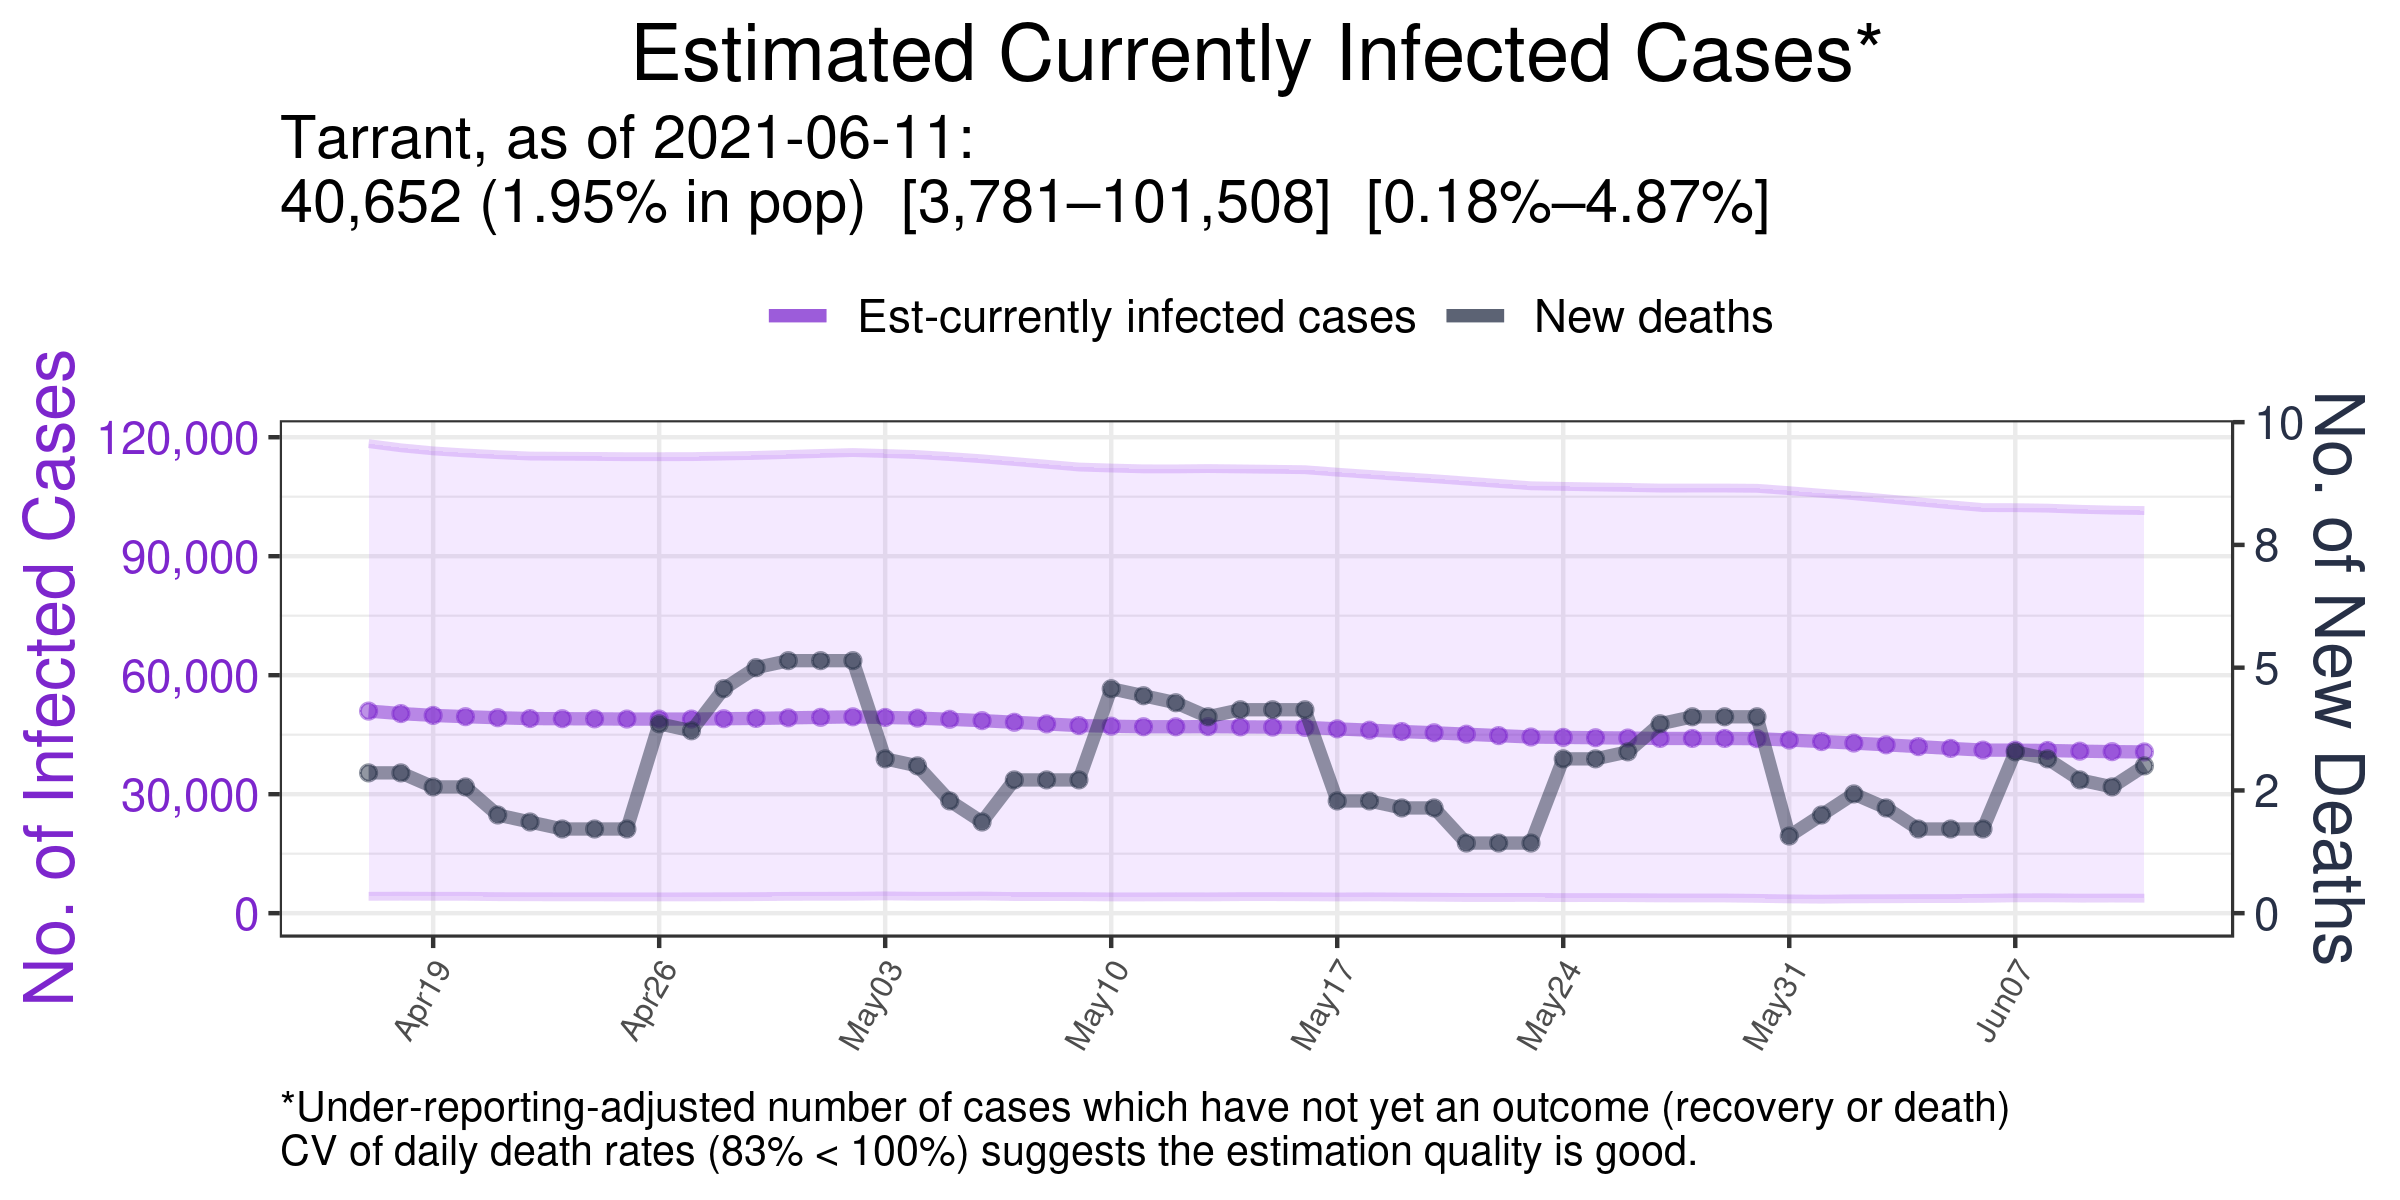 Estimated Currently Infected Cases*
Tarrant, as of 2021-06-11:
40,652 (1.95% in pop)  [3,781–101,508]  [0.18%–4.87%]
Est-currently infected cases
New deaths
No. of Infected Cases
120,000
90,000
60,000
30,000
0
10
8
5
2
0
No. of New Deaths
Apr19
Apr26
May03
May10
May17
May24
May31
Jun07
*Under-reporting-adjusted number of cases which have not yet an outcome (recovery or death)
CV of daily death rates (83% < 100%) suggests the estimation quality is good.